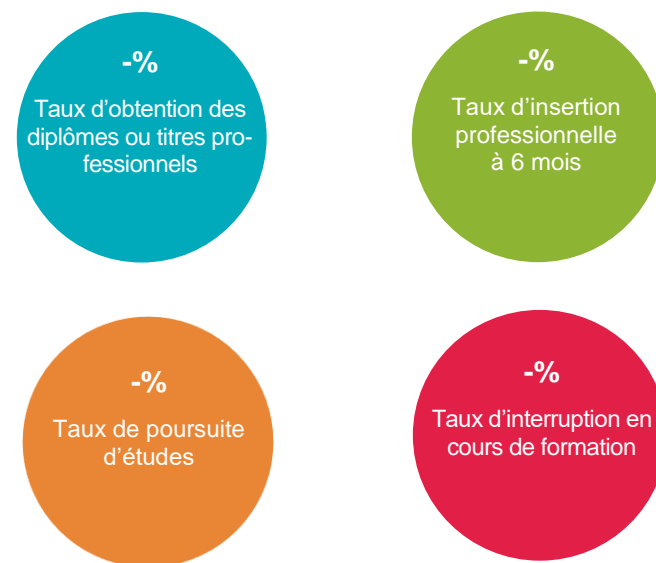 -%
Taux d'obtention des
diplômes ou titres pro-
fessionnels
-%
Taux d'insertion
professionnelle
à 6 mois
-%
Taux de poursuite
d'études
-%
Taux d'interruption en
cours de formation